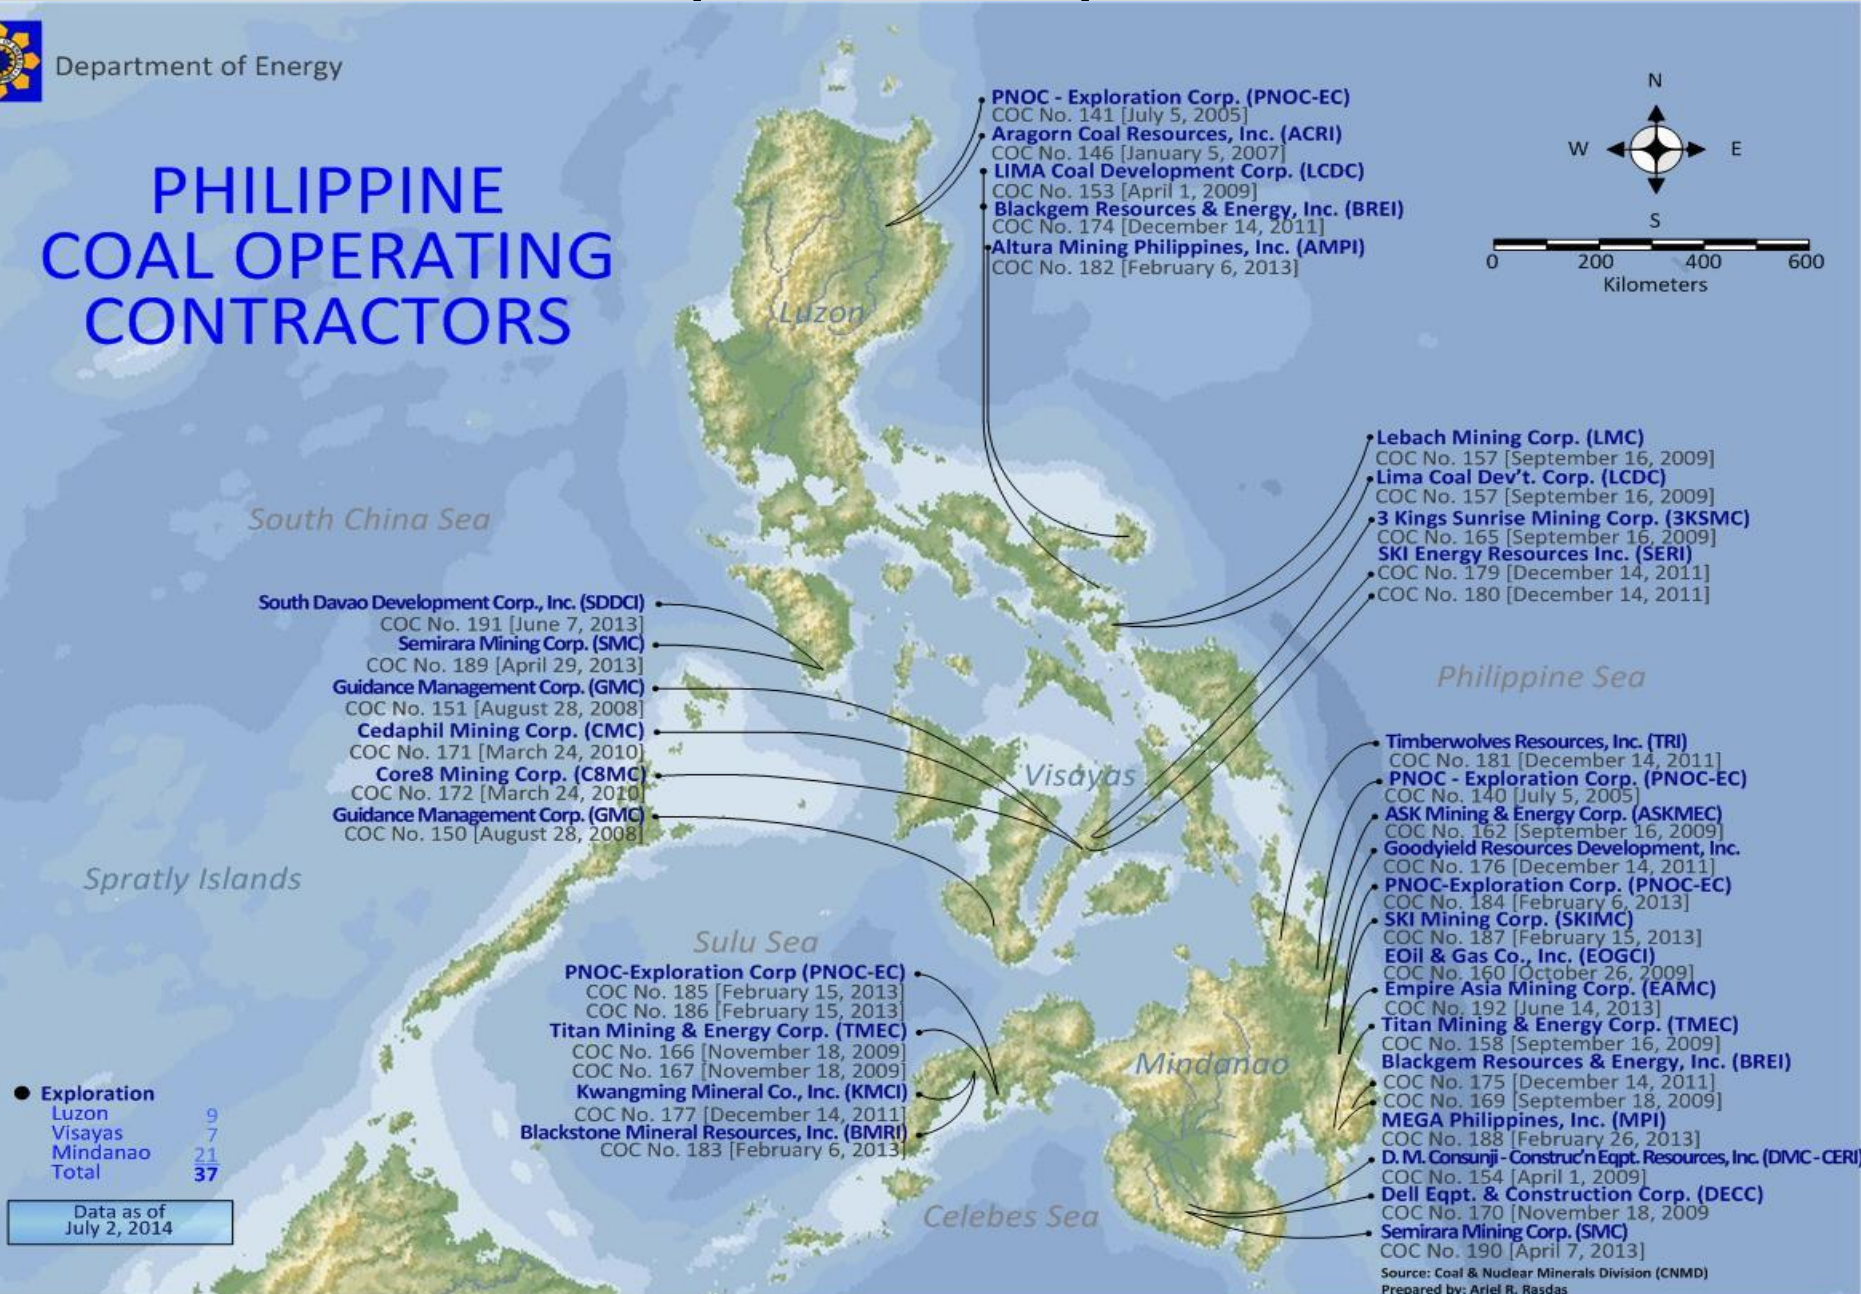 Department of Energy
PHILIPPINE
COAL OPERATING
CONTRACTORS
PNOC - Exploration Corp. (PNOC-EC)
COC No. 141 [July 5, 2005]
Aragorn Coal Resources, Inc. (ACRI)
COC No. 146 [January 5, 2007]
LIMA Coal Development Corp. (LCDC)
COC No. 153 [April 1, 2009]
Blackgem Resources & Energy, Inc. (BREI)
COC No. 174 [December 14, 2011]
Altura Mining Philippines, Inc. (AMPI)
COC No. 182 [February 6, 2013]
N
W E
S
0 200 400 600
Kilometers
Luzon
South China Sea
Lebach Mining Corp. (LMC)
COC No. 157 [September 16, 2009]
Lima Coal Dev't. Corp. (LCDC)
COC No. 157 [September 16, 2009]
3 Kings Sunrise Mining Corp. (3KSMC)
COC No. 165 [September 16, 2009]
SKI Energy Resources Inc. (SERI)
COC No. 179 [December 14, 2011]
COC No. 180 [December 14, 2011]
South Davao Development Corp., Inc. (SDDCI)
COC No. 191 [June 7, 2013]
Semirara Mining Corp. (SMC)
COC No. 189 [April 29, 2013]
Guidance Management Corp. (GMC)
COC No. 151 [August 28, 2008]
Cedaphil Mining Corp. (CMC)
COC No. 171 [March 24, 2010]
Core8 Mining Corp. (C8MC)
COC No. 172 [March 24, 2010]
Guidance Management Corp. (GMC)
COC No. 150 [August 28, 2008]
Philippine Sea
Visayas
Spratly Islands
Sulu Sea
Timberwolves Resources, Inc. (TRI)
COC No. 181 [December 14, 2011]
PNOC - Exploration Corp. (PNOC-EC)
COC No. 140 [July 5, 2005]
ASK Mining & Energy Corp. (ASKMEC)
COC No. 162 [September 16, 2009]
Goodyield Resources Development, Inc.
COC No. 176 [December 14, 2011]
PNOC-Exploration Corp. (PNOC-EC)
COC No. 184 [February 6, 2013]
SKI Mining Corp. (SKIMC)
COC No. 187 [February 15, 2013]
EOil & Gas Co., Inc. (EOGCI)
COC No. 160 [October 26, 2009]
Empire Asia Mining Corp. (EAMC)
COC No. 192 [June 14, 2013]
Titan Mining & Energy Corp. (TMEC)
COC No. 158 [September 16, 2009]
Blackgem Resources & Energy, Inc. (BREI)
COC No. 175 [December 14, 2011]
COC No. 169 [September 18, 2009]
MEGA Philippines, Inc. (MPI)
COC No. 188 [February 26, 2013]
D. M. Consunji - Construc'n Eqpt. Resources, Inc. (DMC - CERI)
COC No. 154 [April 1, 2009]
Dell Eqpt. & Construction Corp. (DECC)
COC No. 170 [November 18, 2009
Semirara Mining Corp. (SMC)
COC No. 190 [April 7, 2013]
PNOC-Exploration Corp (PNOC-EC)
COC No. 185 [February 15, 2013]
COC No. 186 [February 15, 2013]
Titan Mining & Energy Corp. (TMEC)
COC No. 166 [November 18, 2009]
COC No. 167 [November 18, 2009]
Kwangming Mineral Co., Inc. (KMCI)
COC No. 177 [December 14, 2011]
Blackstone Mineral Resources, Inc. (BMRI)
COC No. 183 [February 6, 2013]
Mindanao
Celebes Sea
Exploration
Luzon 9
Visayas 7
Mindanao 21
Total 37
Data as of
July 2, 2014
Source: Coal & Nuclear Minerals Division (CNMD)
Prepared by: Ariel R. Rasdas